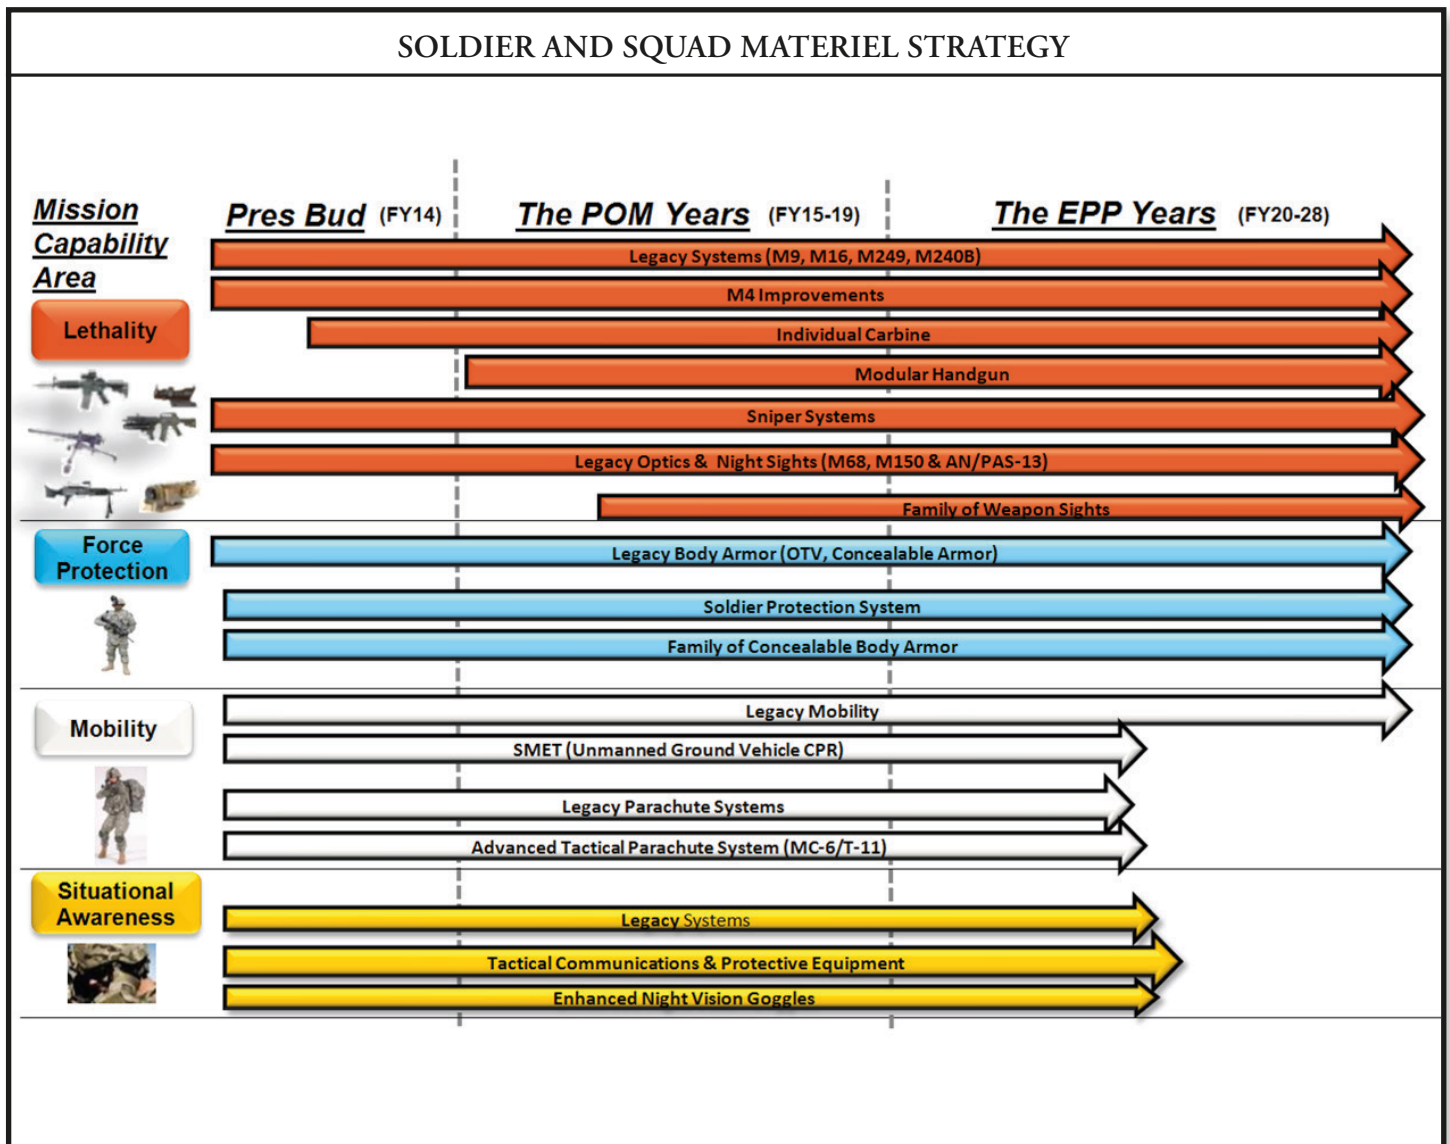 SOLDIER AND SQUAD MATERIEL STRATEGY
Mission
Capability
Area
Pres Bud (FY14)
The POM Years (FY15-19)
The EPP Years (FY20-28)
Legacy Systems (M9, M16, M249, M240B)
M4 Improvements
Lethality
Individual Carbine
Modular Handgun
Sniper Systems
Legacy Optics & Night Sights (M68, M150 & AN/PAS-13)
Family of Weapon Sights
Force
Protection
Legacy Body Armor (OTV, Concealable Armor)
Soldier Protection System
Family of Concealable Body Armor
Mobility
Legacy Mobility
SMET (Unmanned Ground Vehicle CPR)
Legacy Parachute Systems
Advanced Tactical Parachute System (MC-6/T-11)
Situational
Awareness
Legacy Systems
Tactical Communications & Protective Equipment
Enhanced Night Vision Goggles